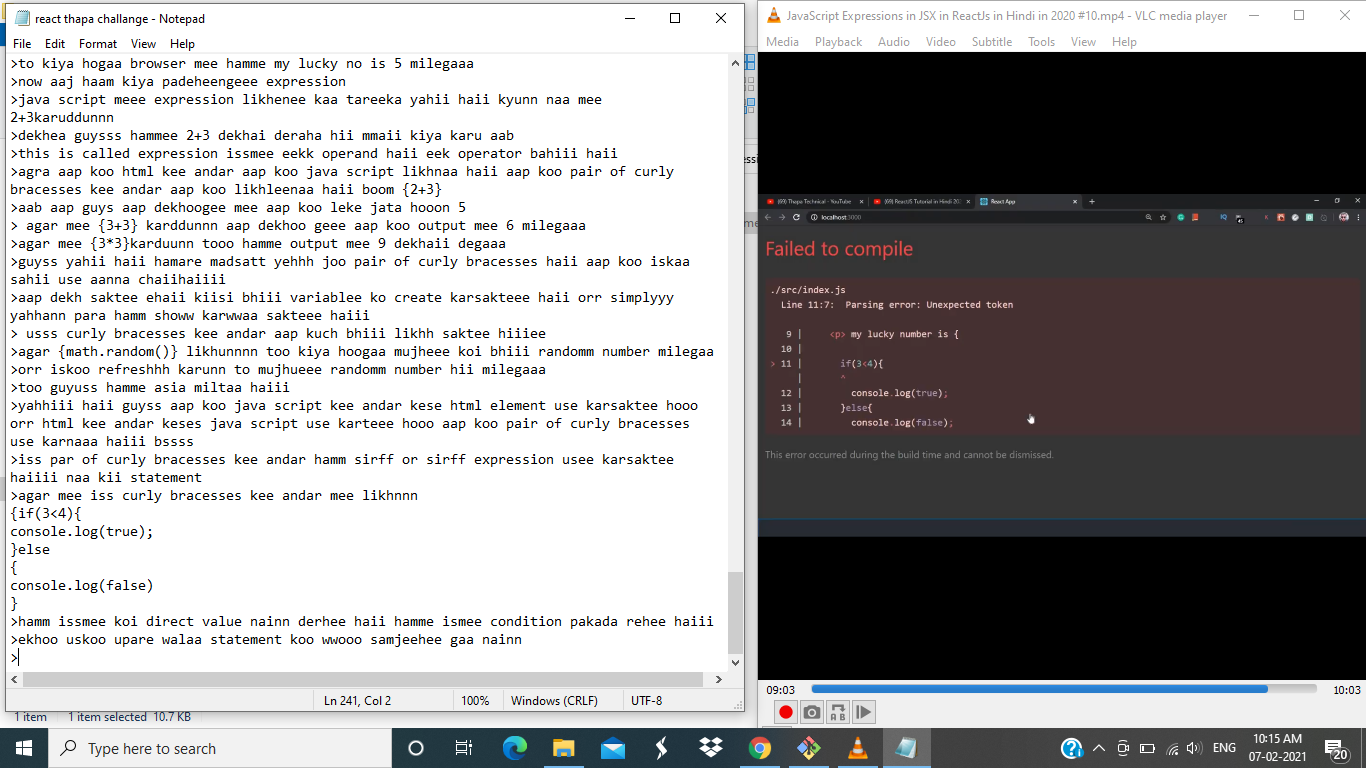 react thapa challange - Notepad
File Edit Format View Help
>to kiya hogaa browser mee hamme my lucky no is 5 milegaaa
>now aaj haam kiya padeheengeee expression
>java script meee expression likhenee kaa tareeka yahii haii kyunn naa mee
2+3karuddunnn
>dekhea guysss hammee 2+3 dekhai deraha hii mmaii kiya karu aab
>this is called expression issmee eekk operand haii eek operator bahiii haii
>agra aap koo html kee andar aap koo java script likhnaa haii aap koo pair of curly
bracesses kee andar aap koo likhleenaa haii boom {2+3}
>aab aap guys aap dekhoogee mee aap koo leke jata hooon 5
> agar mee {3+3} karddunnn aap dekhoo geee aap koo output mee 6 milegaaa
>agar mee {3*3}karduunn tooo hamme output mee 9 dekhaii degaaa
>guyss yahii haii hamare madsatt yehhh joo pair of curly bracesses haii aap koo iskaa
sahii use aanna chaiihaiiii
>aap dekh saktee ehaii kiisi bhiii variablee ko create karsakteee haii orr simplyyy
yahhann para hamm showw karwwaa sakteee haiii
> usss curly bracesses kee andar aap kuch bhiii likhh saktee hiiiee
>agar {math.random()} likhunnnn too kiya hoogaa mujheee koi bhiii randomm number milegaa
>orr iskoo refreshhh karunn to mujhueee randomm number hii milegaaa
>too guyuss hamme asia miltaa haiii
>yahhiii haii guyss aap koo java script kee andar kese html element use karsaktee hooo
orr html kee andar keses java script use karteee hooo aap koo pair of curly bracesses
use karnaaa haiii bssss
>iss par of curly bracesses kee andar hamm sirff or sirff expression usee karsaktee
haiiii naa kii statement
>agar mee iss curly bracesses kee andar mee likhnnn
{if(3<4){
console.log(true);
}else
{
console.log(false)
}
>hamm issmee koi direct value nainn derhee haii hamme ismee condition pakada rehee haiii
>ekhoo uskoo upare walaa statement koo wwooo samjeehee gaa nainn
>
Ln 241, Col 2 100% Windows (CRLF) UTF-8
1 item 1 item selected 10.7 KB
JavaScript Expressions in JSX in ReactJs in Hindi in 2020 #10.mp4 - VLC media player
Media Playback Audio Video Subtitle Tools View Help
(69) Thapa Technical - YouTube (69) ReactJS Tutorial in Hindi 20 React App
localhost:3000
Failed to compile
./src/index.js
Line 11:7: Parsing error: Unexpected token
9 | <p> my lucky number is {
10 |
> 11 | if(3<4){
| ^
12 | console.log(true);
13 | }else{
14 | console.log(false);
This error occurred during the build time and cannot be dismissed.
09:03 10:03
Type here to search
ENG
10:15 AM
07-02-2021
20